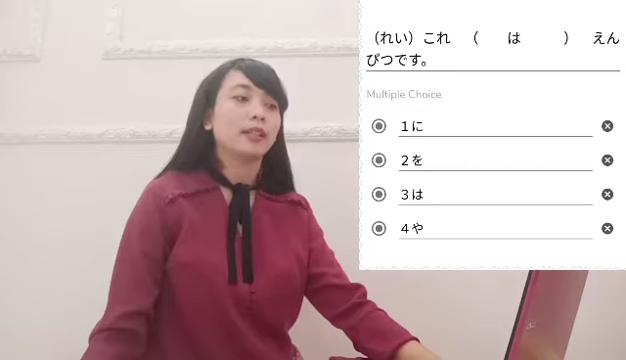 （れい）これ　（　　は　　）　えん
ぴつです。
Multiple Choice
1 に
2 を
3 は
4 や